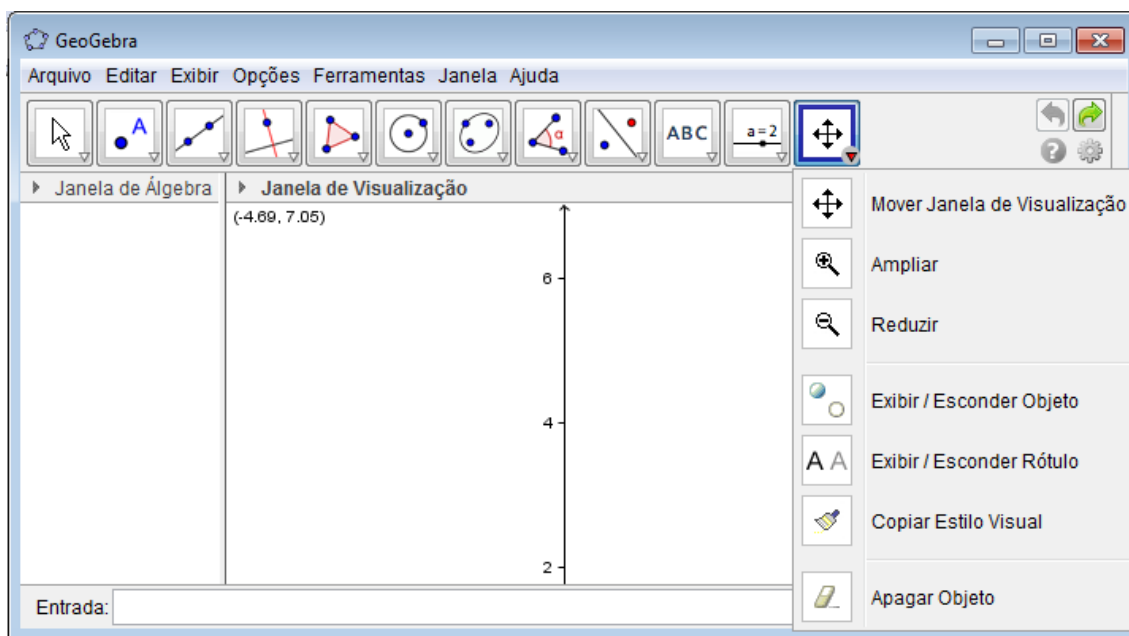 GeoGebra
Arquivo Editar Exibir Opções Ferramentas Janela Ajuda
A α ABC a=2
Janela de Álgebra Janela de Visualização
(-4.69, 7.05)
6
4
2
Mover Janela de Visualização
Ampliar
Reduzir
Exibir / Esconder Objeto
A A Exibir / Esconder Rótulo
Copiar Estilo Visual
Apagar Objeto
Entrada: